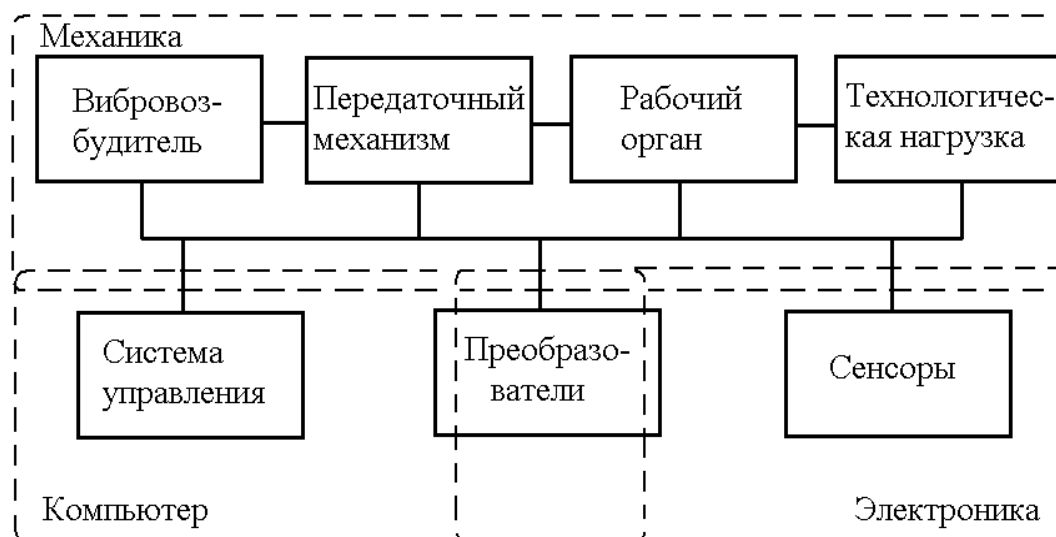 Механика
Вибровоз-
будитель
Передаточный
механизм
Рабочий
орган
Технологичес-
кая нагрузка
Система
управления
Преобразо-
ватели
Сенсоры
Компьютер
Электроника